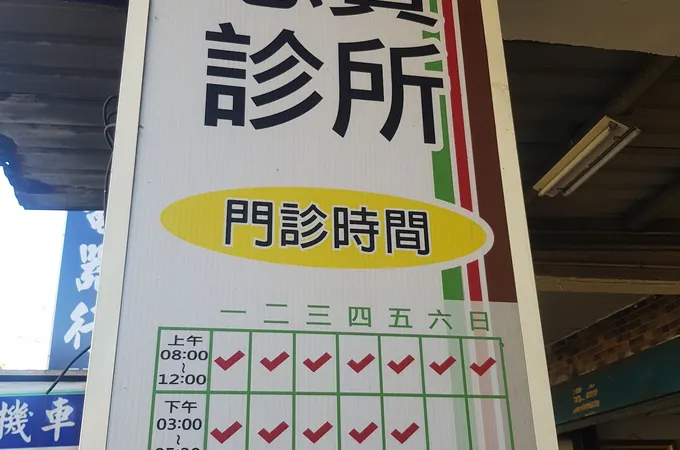 診所
門診時間
一 二 三 四 五 六 日
上午
08:00
~
12:00
下午
03:00
~
機車